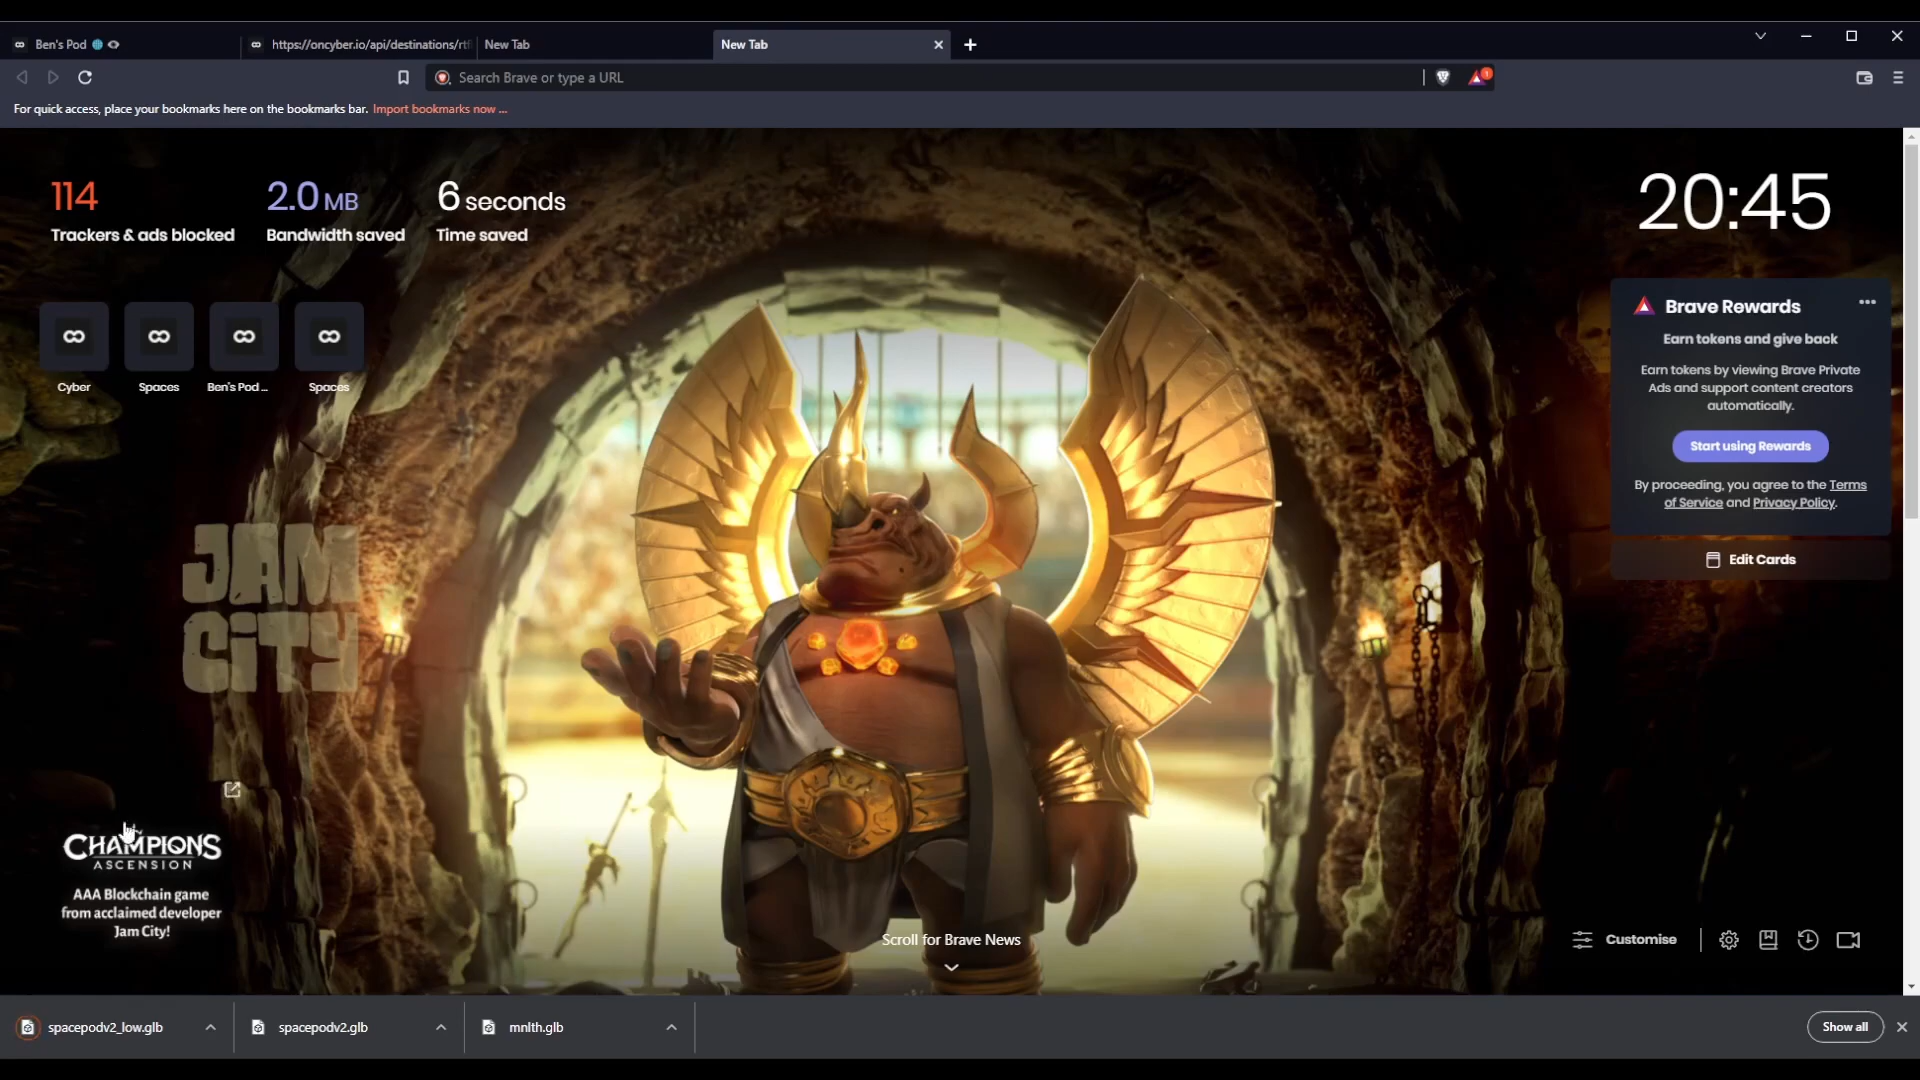 Ben's Pod
https://oncyber.io/api/destinations/rtf
New Tab
New Tab
Search Brave or type a URL
1
For quick access, place your bookmarks here on the bookmarks bar. Import bookmarks now ...
114
Trackers & ads blocked
2.0 MB
Bandwidth saved
6 seconds
Time saved
20:45
Cyber
Spaces
Ben's Pod ...
Spaces
Brave Rewards
Earn tokens and give back
Earn tokens by viewing Brave Private
Ads and support content creators
automatically.
Start using Rewards
By proceeding, you agree to the Terms
of Service and Privacy Policy.
Edit Cards
JAM
CITY
CHAMPIONS
ASCENSION
AAA Blockchain game
from acclaimed developer
Jam City!
Scroll for Brave News
Customise
spacepodv2_low.glb
spacepodv2.glb
mnlth.glb
Show all